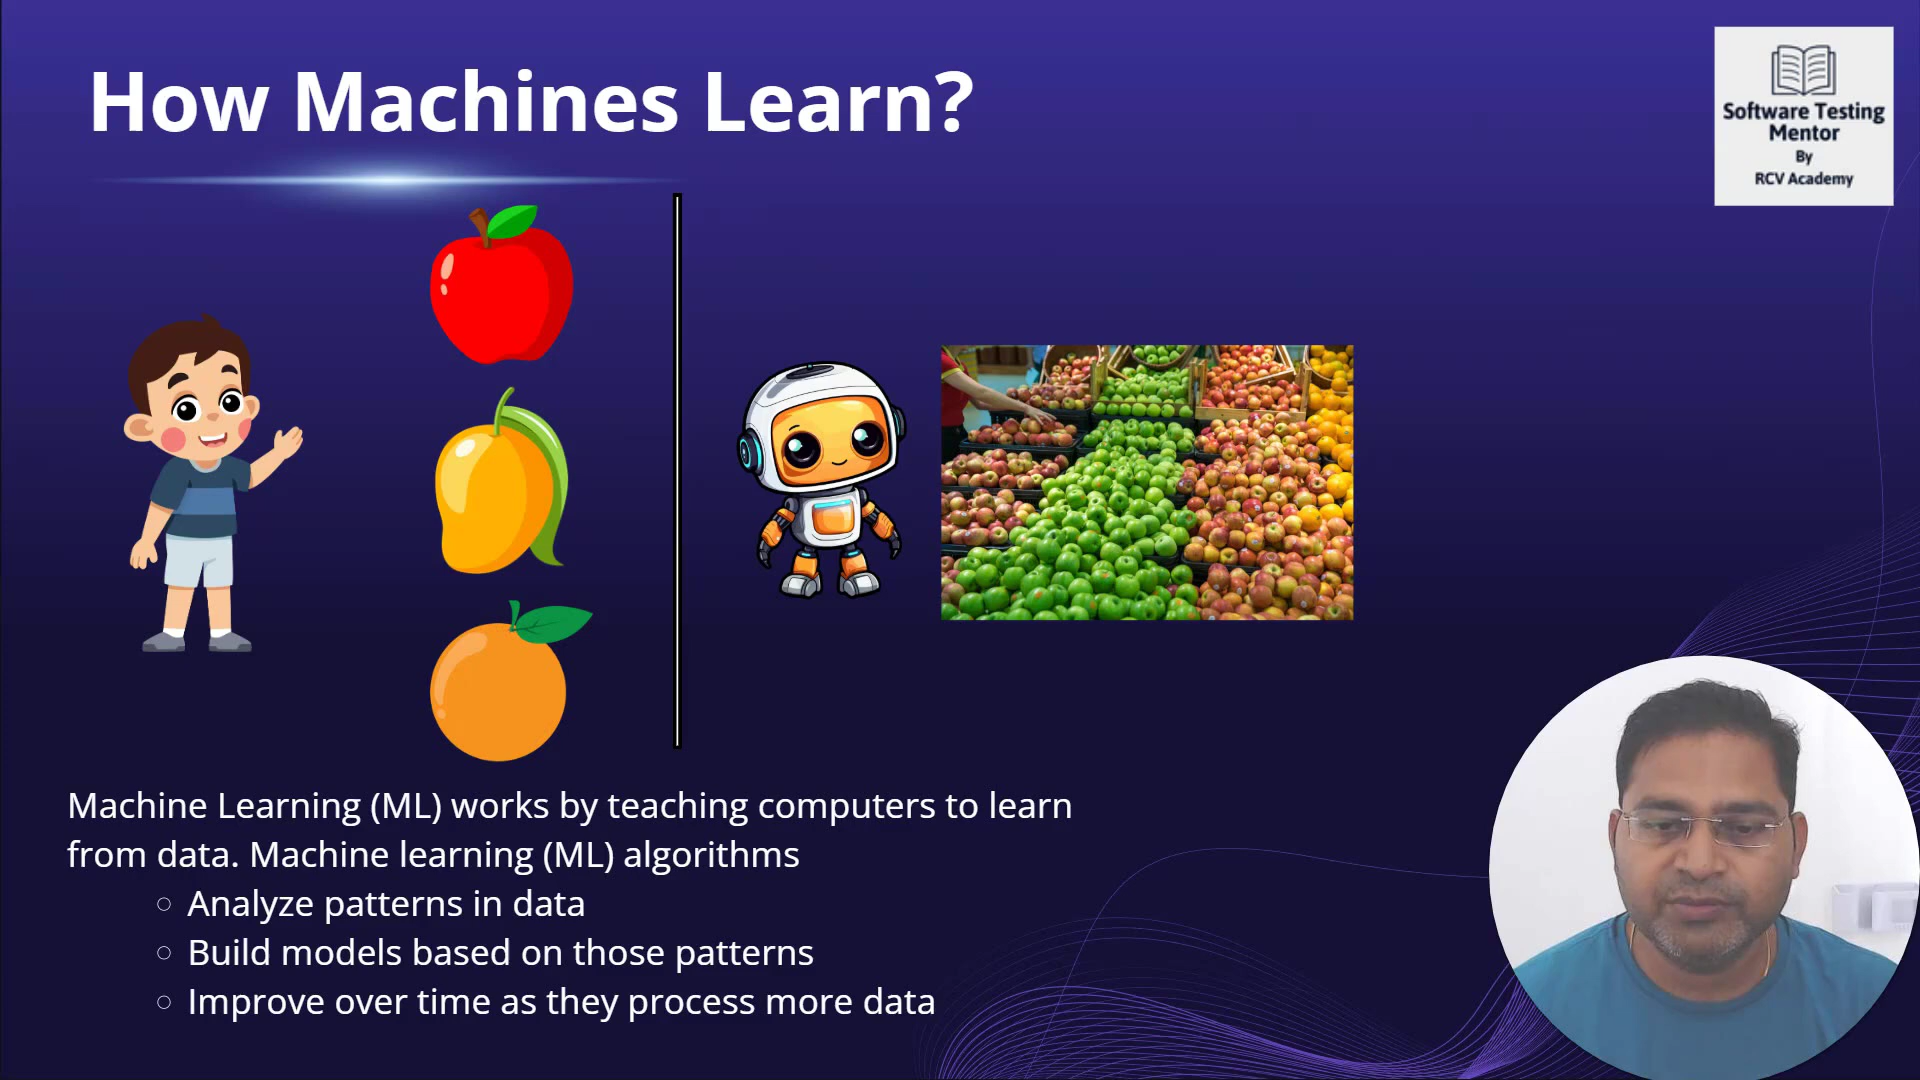 How Machines Learn?
Software Testing
Mentor
By
RCV Academy
Machine Learning (ML) works by teaching computers to learn
from data. Machine learning (ML) algorithms
Analyze patterns in data
Build models based on those patterns
Improve over time as they process more data